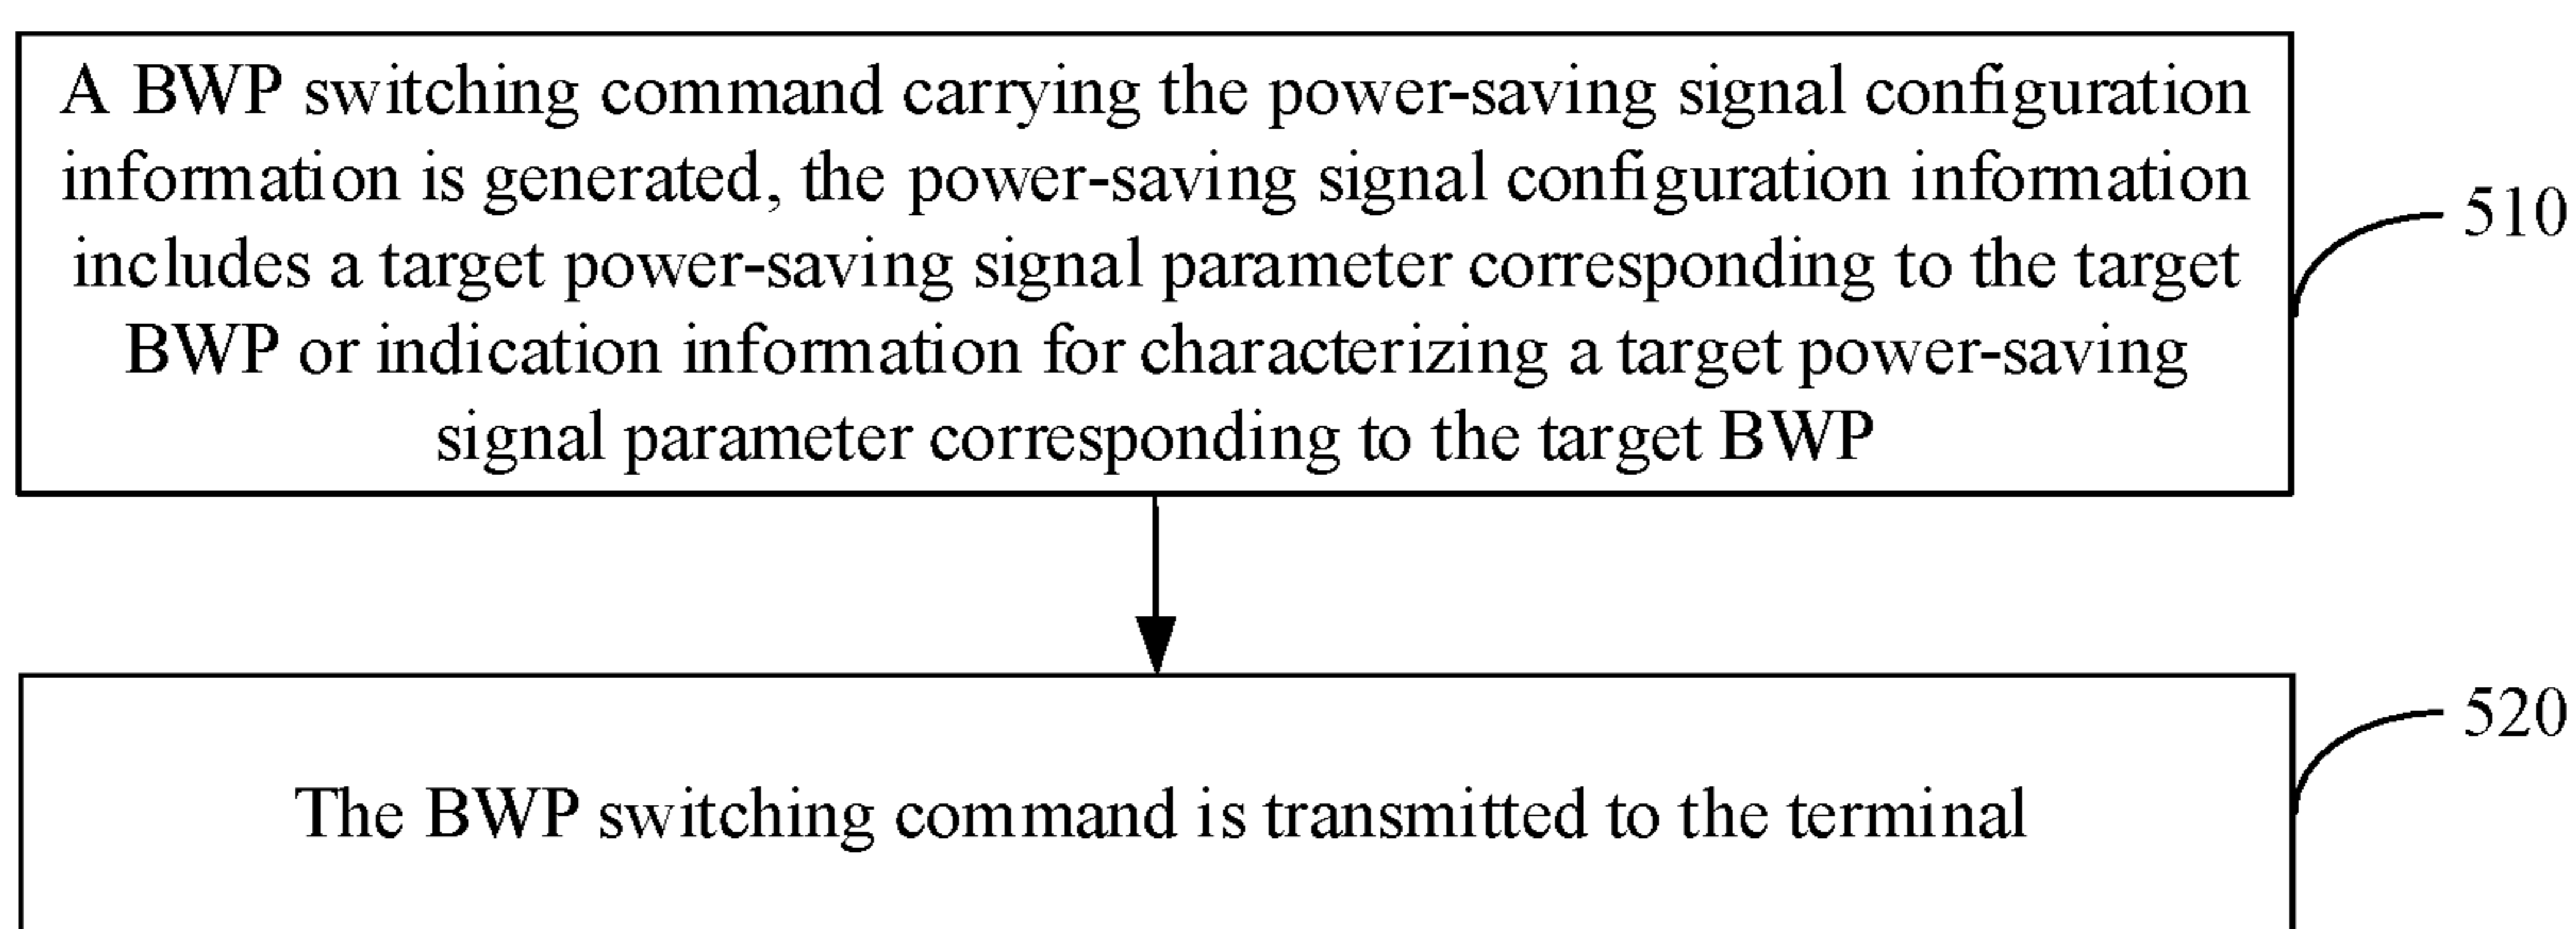 A BWP switching command carrying the power-saving signal configuration
information is generated, the power-saving signal configuration information
includes a target power-saving signal parameter corresponding to the target
BWP or indication information for characterizing a target power-saving
signal parameter corresponding to the target BWP
510
The BWP switching command is transmitted to the terminal
520